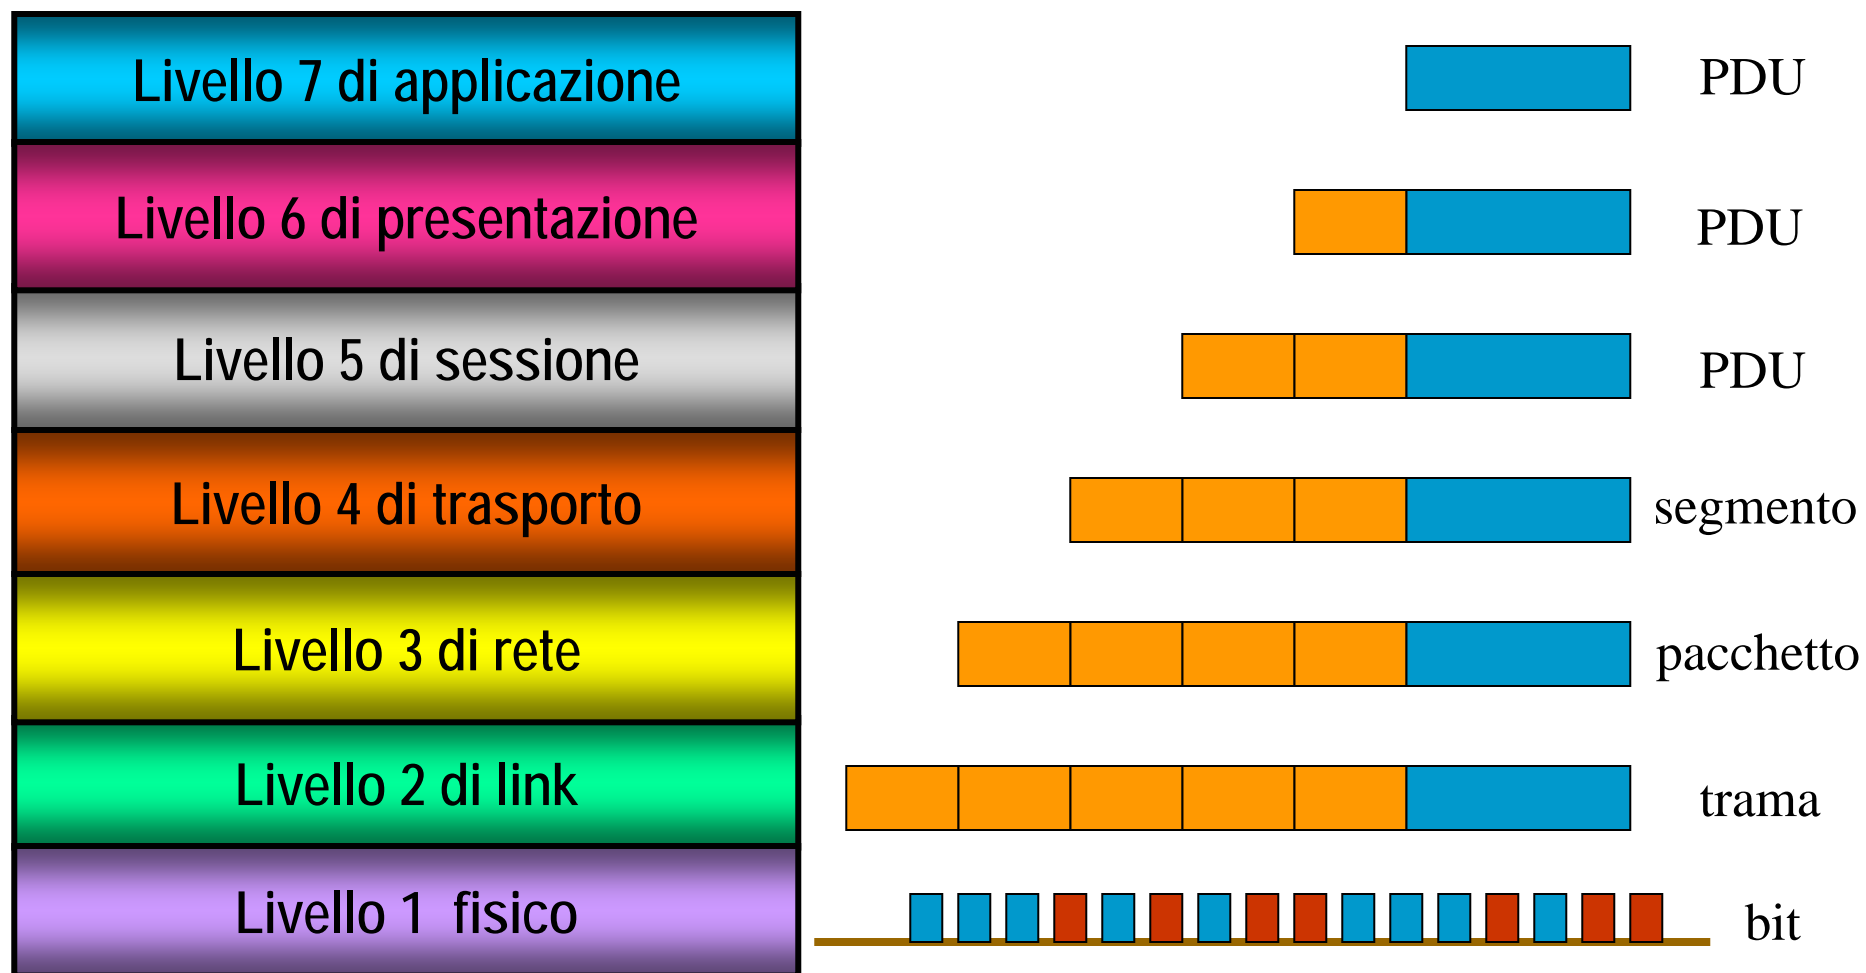 Livello 7 di applicazione PDU
Livello 6 di presentazione PDU
Livello 5 di sessione PDU
Livello 4 di trasporto segmento
Livello 3 di rete pacchetto
Livello 2 di link trama
Livello 1 fisico bit